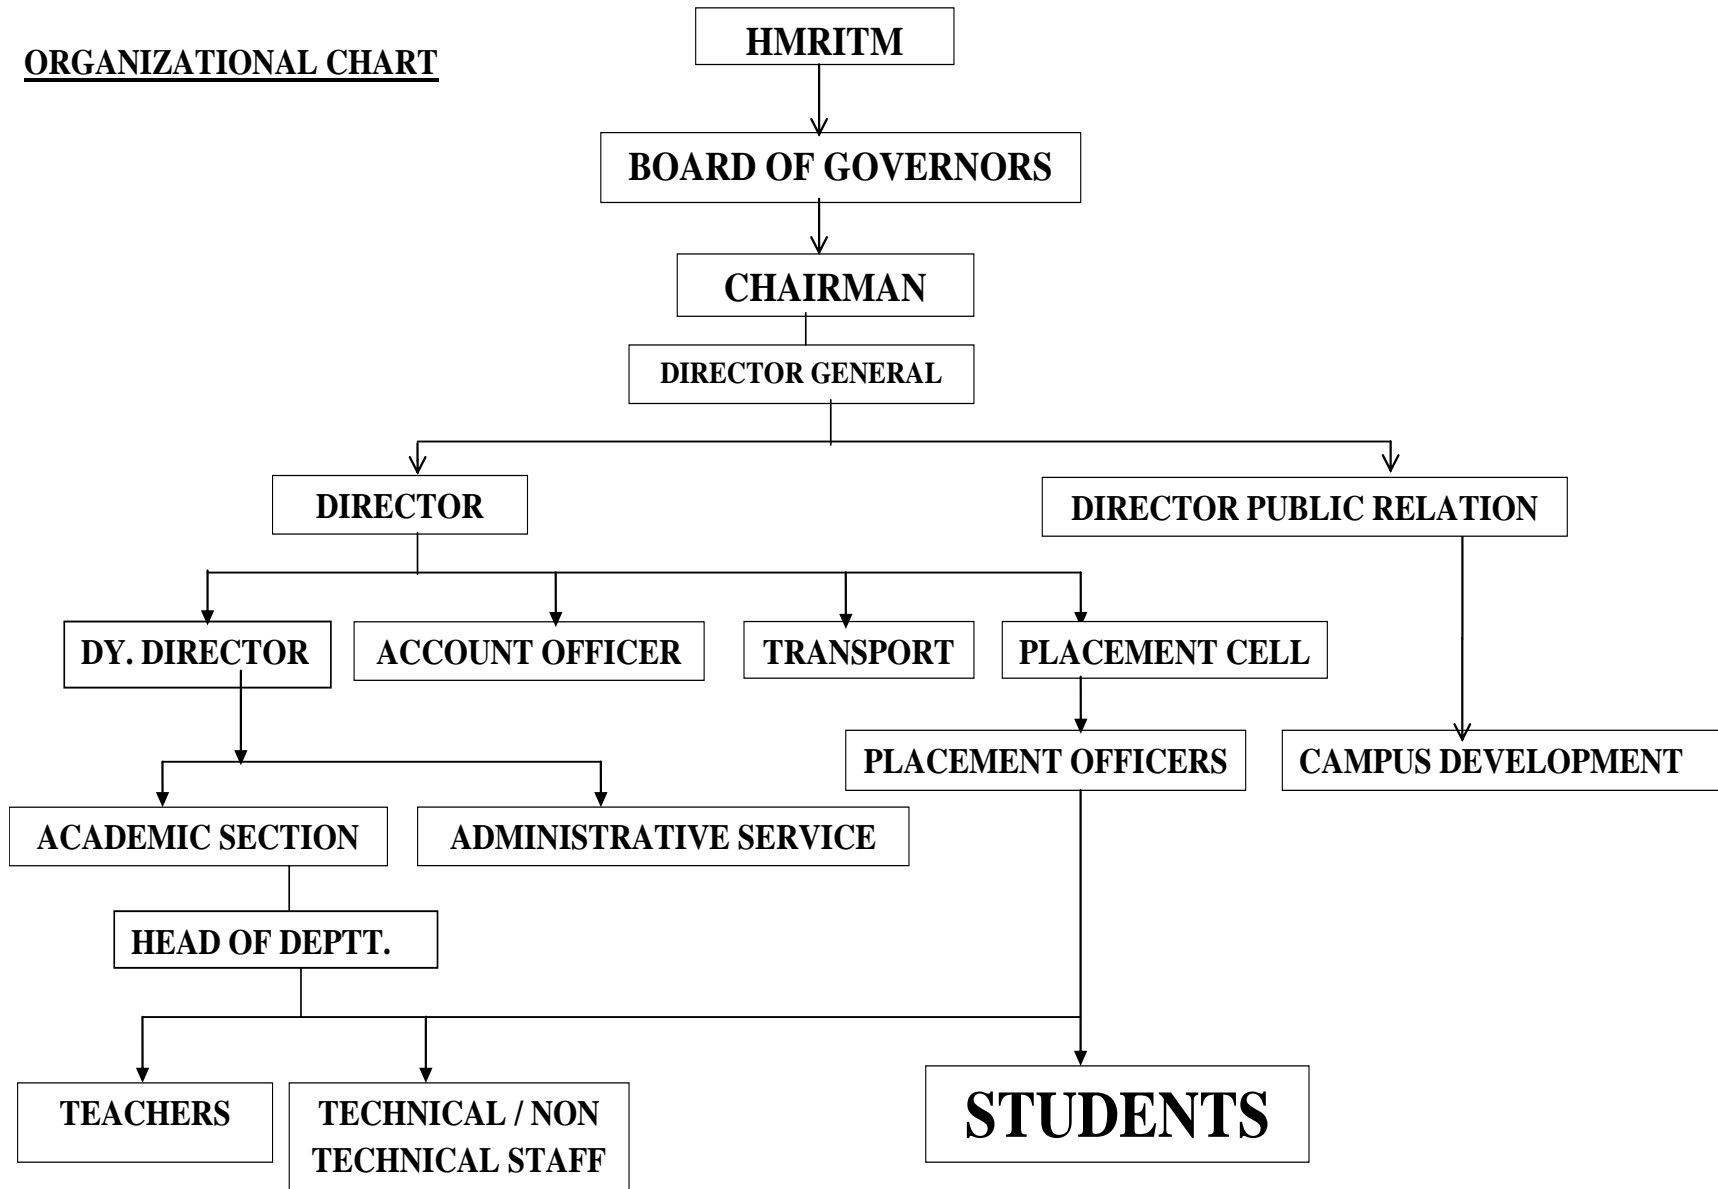 HMRITM
ORGANIZATIONAL CHART
BOARD OF GOVERNORS
CHAIRMAN
DIRECTOR GENERAL
DIRECTOR
DIRECTOR PUBLIC RELATION
DY. DIRECTOR
ACCOUNT OFFICER
TRANSPORT
PLACEMENT CELL
PLACEMENT OFFICERS
CAMPUS DEVELOPMENT
ACADEMIC SECTION
ADMINISTRATIVE SERVICE
HEAD OF DEPTT.
TEACHERS
TECHNICAL / NON
TECHNICAL STAFF
STUDENTS